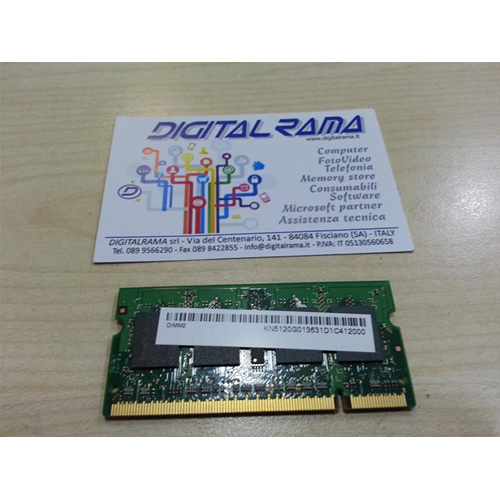 DIGITAL RAMA
www.digitalrama.it
Computer
FotoVideo
Telefonia
Memory store
Consumabili
Software
Microsoft partner
Assistenza tecnica
DIGITALRAMA srl - Via del Centenario, 141 - 84084 Fisciano (SA) - ITALY
Tel. 089 9566290 - Fax 089 8422855 - info@digitalrama.it - P.IVA: IT 05130560658
DIMM2
KN5120G013631D1C412000